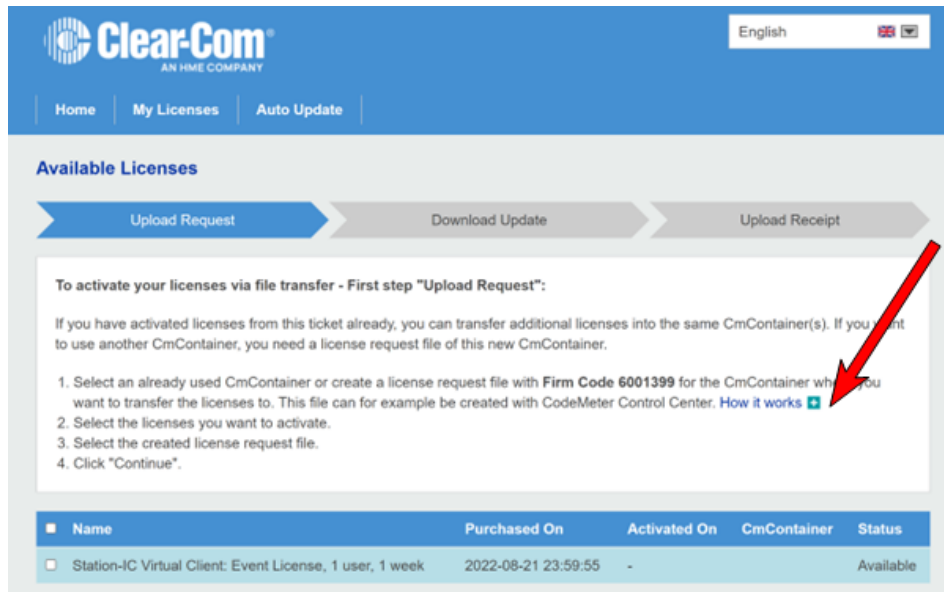 Clear-Com®
AN HME COMPANY
English
Home My Licenses Auto Update
Available Licenses
Upload Request Download Update Upload Receipt
To activate your licenses via file transfer - First step "Upload Request":
If you have activated licenses from this ticket already, you can transfer additional licenses into the same CmContainer(s). If you want
to use another CmContainer, you need a license request file of this new CmContainer.
1. Select an already used CmContainer or create a license request file with Firm Code 6001399 for the CmContainer where you
want to transfer the licenses to. This file can for example be created with CodeMeter Control Center. How it works
2. Select the licenses you want to activate.
3. Select the created license request file.
4. Click "Continue".
Name Purchased On Activated On CmContainer Status
Station-IC Virtual Client: Event License, 1 user, 1 week 2022-08-21 23:59:55 - Available